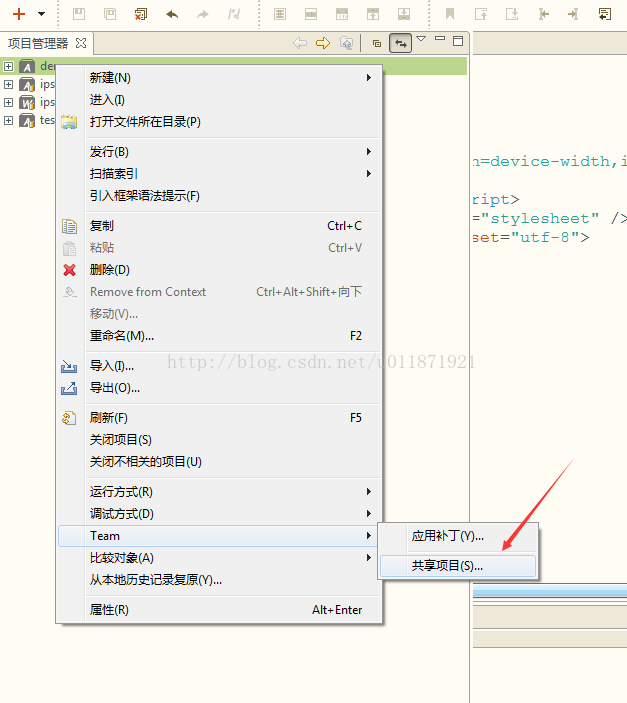 项目管理器
der
ips
ips
tes
新建(N)
进入(I)
打开文件所在目录(P)
发行(B)
扫描索引
引入框架语法提示(F)
复制 Ctrl+C
粘贴 Ctrl+V
删除(D)
Remove from Context Ctrl+Alt+Shift+向下
移动(V)...
重命名(M)... F2
导入(I)...
导出(O)...
刷新(F) F5
关闭项目(S)
关闭不相关的项目(U)
运行方式(R)
调试方式(D)
Team
比较对象(A)
从本地历史记录复原(Y)...
属性(R) Alt+Enter
应用补丁(Y)...
共享项目(S)...
n=device-width,i
ript>
="stylesheet" />
set="utf-8">
http://blog.csdn.net/u011871921